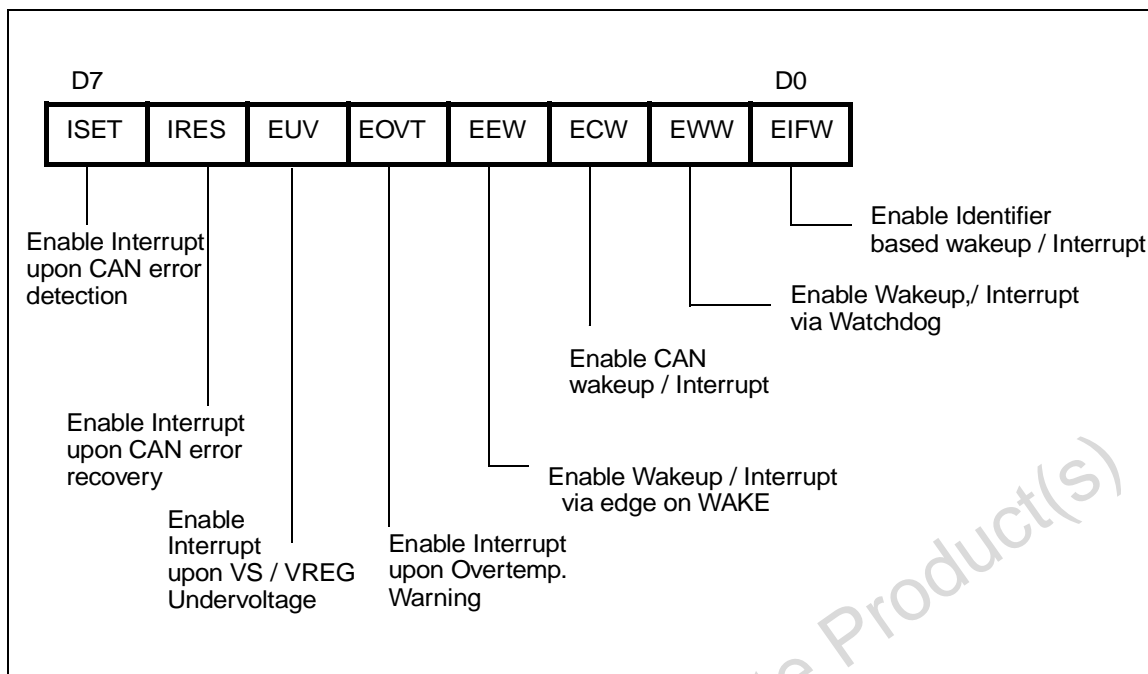 D7 D0
ISET IRES EUV EOVT EEW ECW EWW EIFW
Enable Identifier
based wakeup / Interrupt
Enable Interrupt
upon CAN error
detection
Enable Wakeup,/ Interrupt
via Watchdog
Enable CAN
wakeup / Interrupt
Enable Interrupt
upon CAN error
recovery
Enable Wakeup / Interrupt
via edge on WAKE
Enable
Interrupt
upon VS / VREG
Undervoltage
Enable Interrupt
upon Overtemp.
Warning
Product(s)